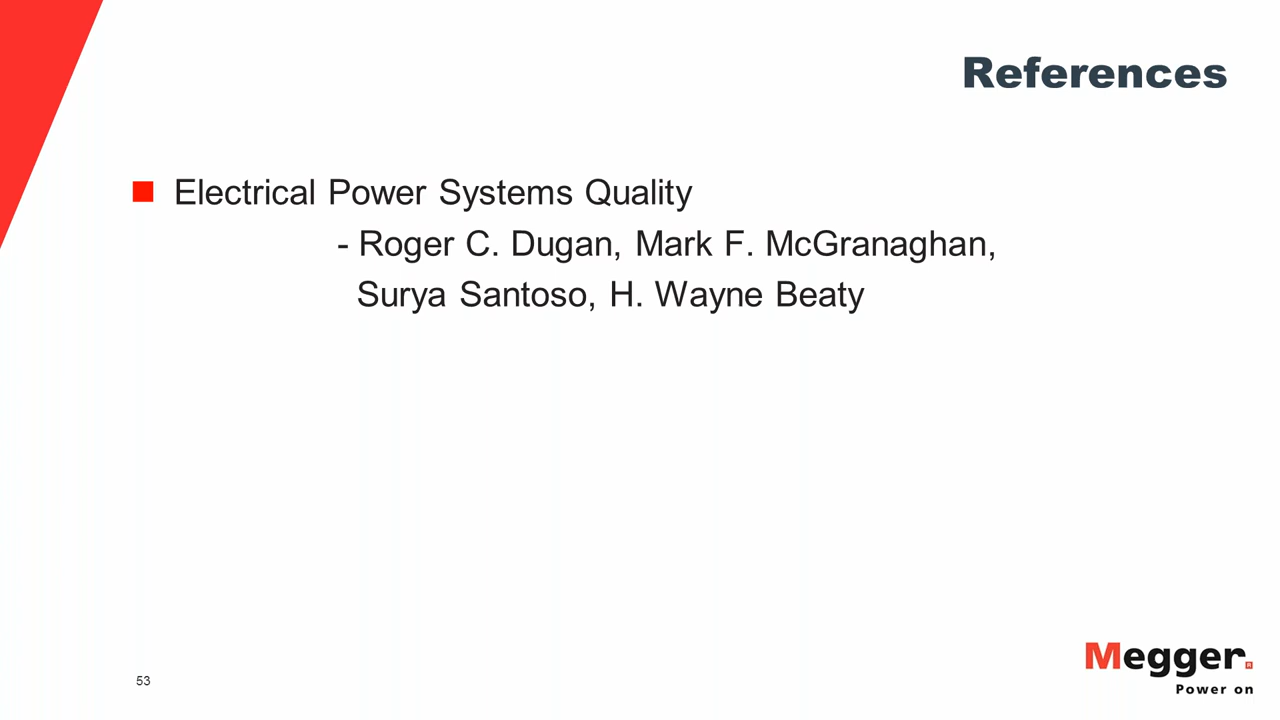 References
Electrical Power Systems Quality
- Roger C. Dugan, Mark F. McGranaghan,
Surya Santoso, H. Wayne Beaty
53
Megger.
Power on